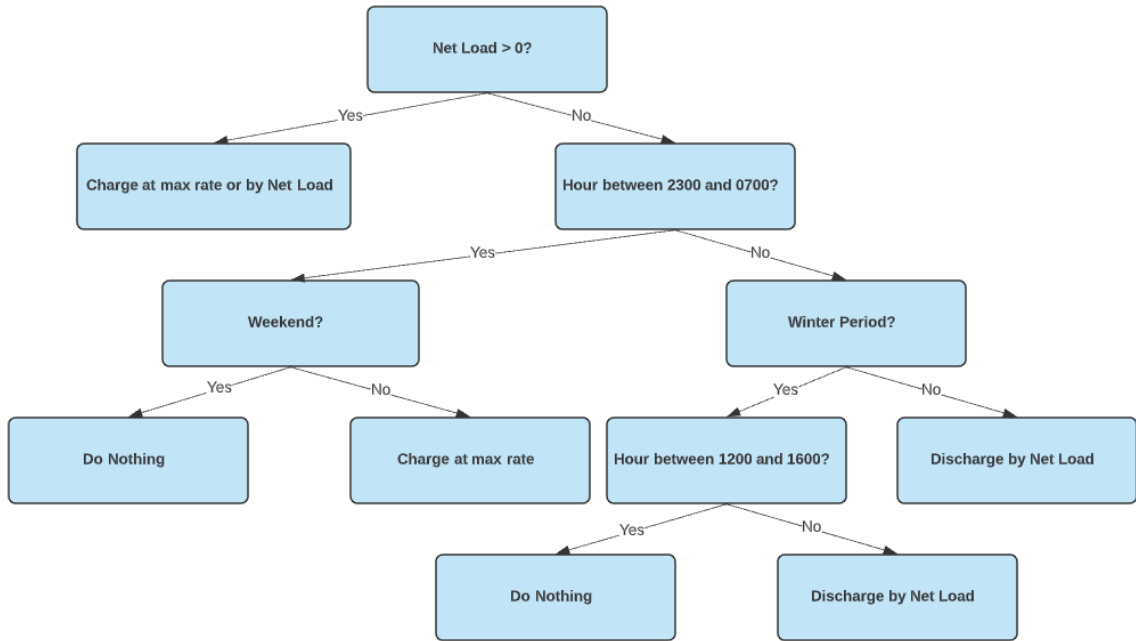 Net Load > 0?
Yes
No
Charge at max rate or by Net Load
Hour between 2300 and 0700?
Yes
No
Weekend?
Winter Period?
Yes
No
Yes
No
Do Nothing
Charge at max rate
Hour between 1200 and 1600?
Discharge by Net Load
Yes
No
Do Nothing
Discharge by Net Load